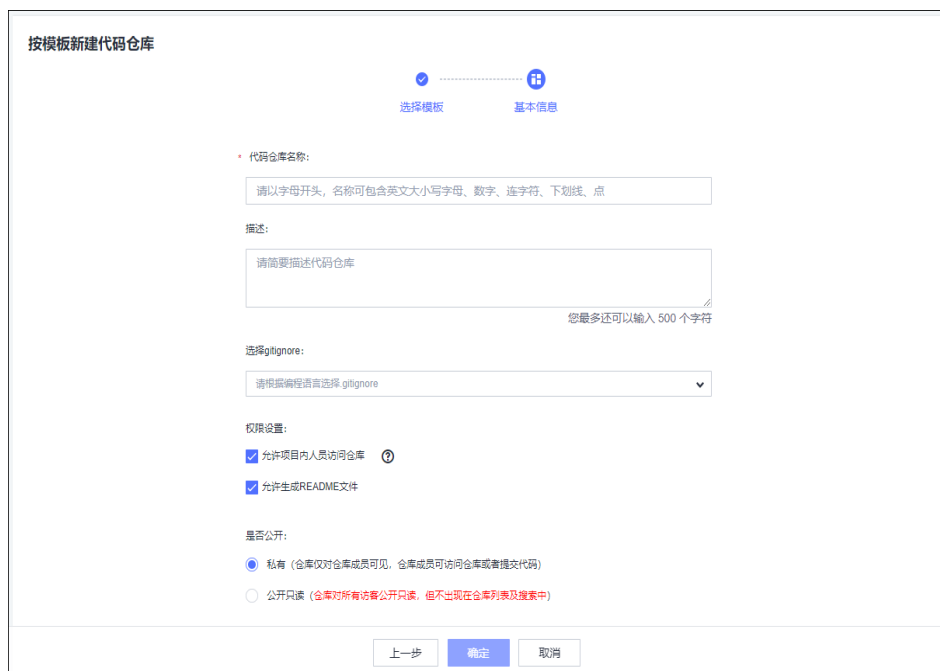 按模板新建代码仓库
选择模板
基本信息
* 代码仓库名称:
请以字母开头，名称可包含英文大小写字母、数字、连字符、下划线、点
描述:
请简要描述代码仓库
您最多还可以输入 500 个字符
选择gitignore:
请根据编程语言选择.gitignore
权限设置:
允许项目内人员访问仓库 ?
允许生成README文件
是否公开:
私有（仓库仅对仓库成员可见，仓库成员可访问仓库或者提交代码）
公开只读（仓库对所有访客公开只读，但不出现在仓库列表及搜索中）
上一步
确定
取消